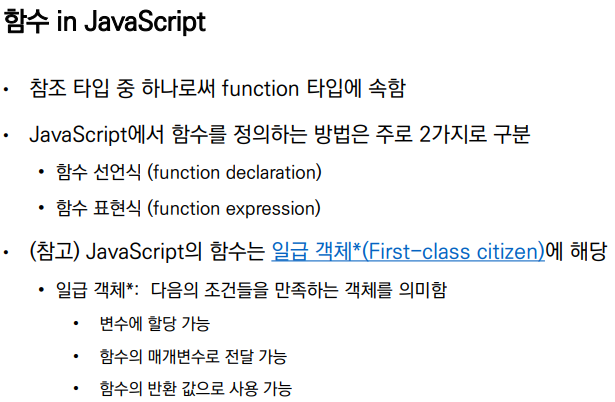 함수 in JavaScript
• 참조 타입 중 하나로써 function 타입에 속함
• JavaScript에서 함수를 정의하는 방법은 주로 2가지로 구분
• 함수 선언식 (function declaration)
• 함수 표현식 (function expression)
• (참고) JavaScript의 함수는 일급 객체*(First-class citizen)에 해당
• 일급 객체*: 다음의 조건들을 만족하는 객체를 의미함
• 변수에 할당 가능
• 함수의 매개변수로 전달 가능
• 함수의 반환 값으로 사용 가능